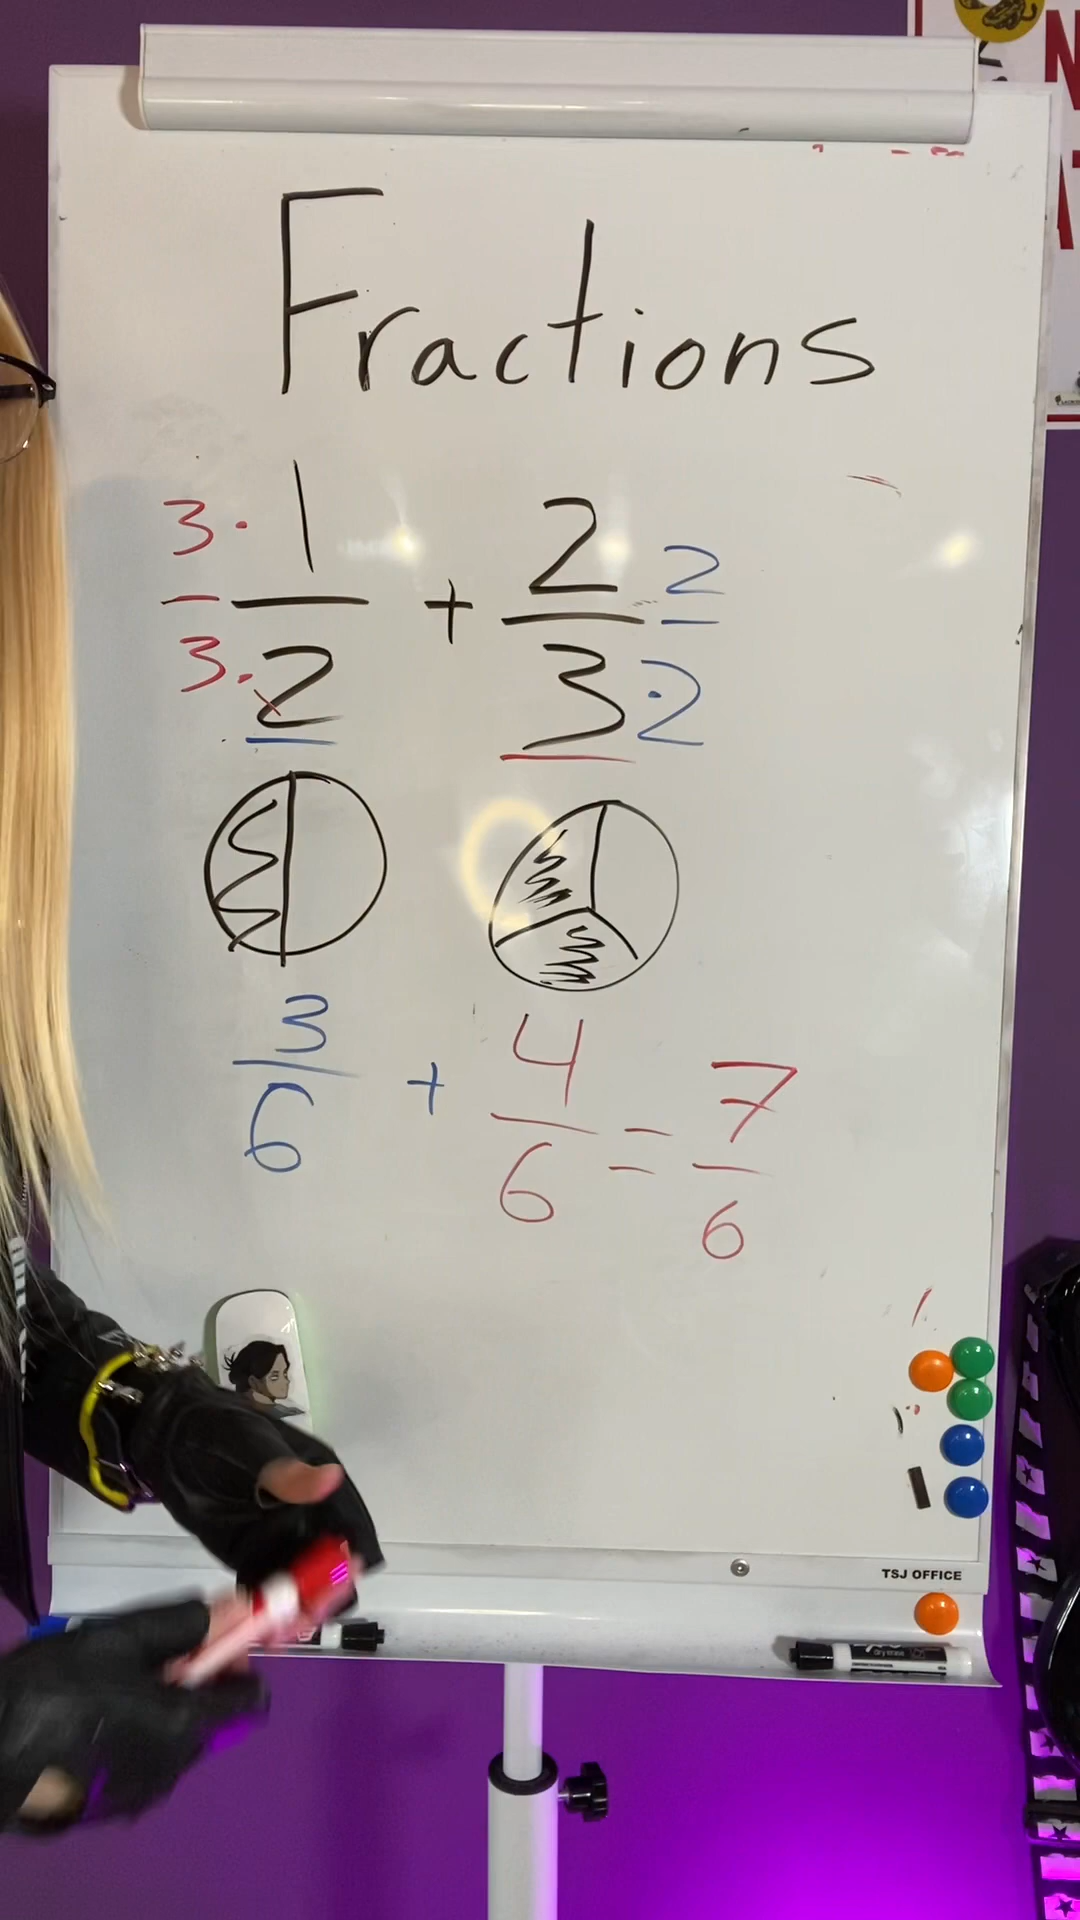 Fractions
3 · 1/2 + 2/3 2
3 · 2
3/6 + 4/6 = 7/6
TSJ OFFICE